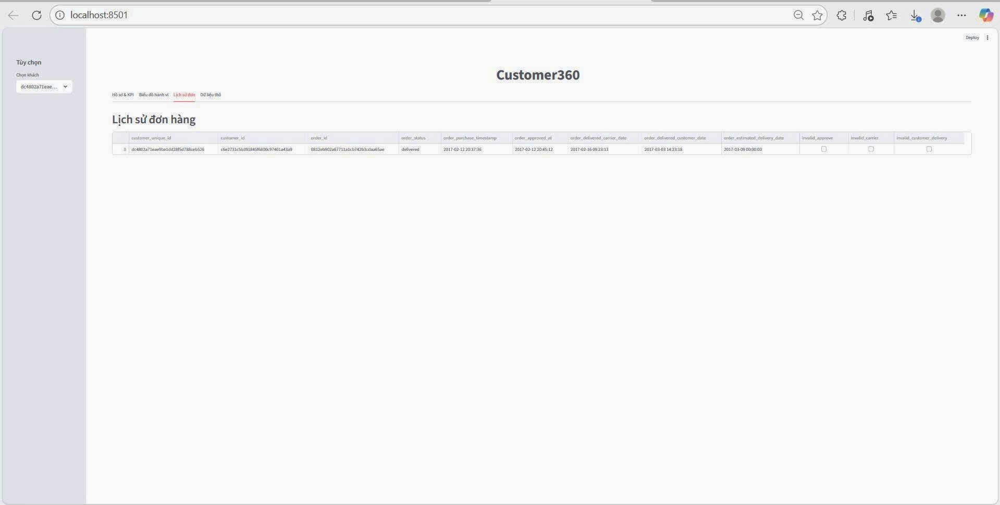 localhost:8501
Deploy
Tùy chọn
Chọn khách
dc4802a71eae...
Customer360
Hồ sơ & KPI Biểu đồ hành vi Lịch sử đơn Dữ liệu thô
Lịch sử đơn hàng
customer_unique_id customer_id order_id order_status order_purchase_timestamp order_approved_at order_delivered_carrier_date order_delivered_customer_date order_estimated_delivery_date invalid_approve invalid_carrier invalid_customer_delivery
0 dc4802a71eae9be1dd28f5d788ceb526 c6e2731c5b391845f6800c97401a43a9 0812eb902a67711a1cb742b3cdaa65ae delivered 2017-02-12 20:37:36 2017-02-12 20:45:12 2017-02-16 09:23:13 2017-03-03 14:23:18 2017-03-09 00:00:00